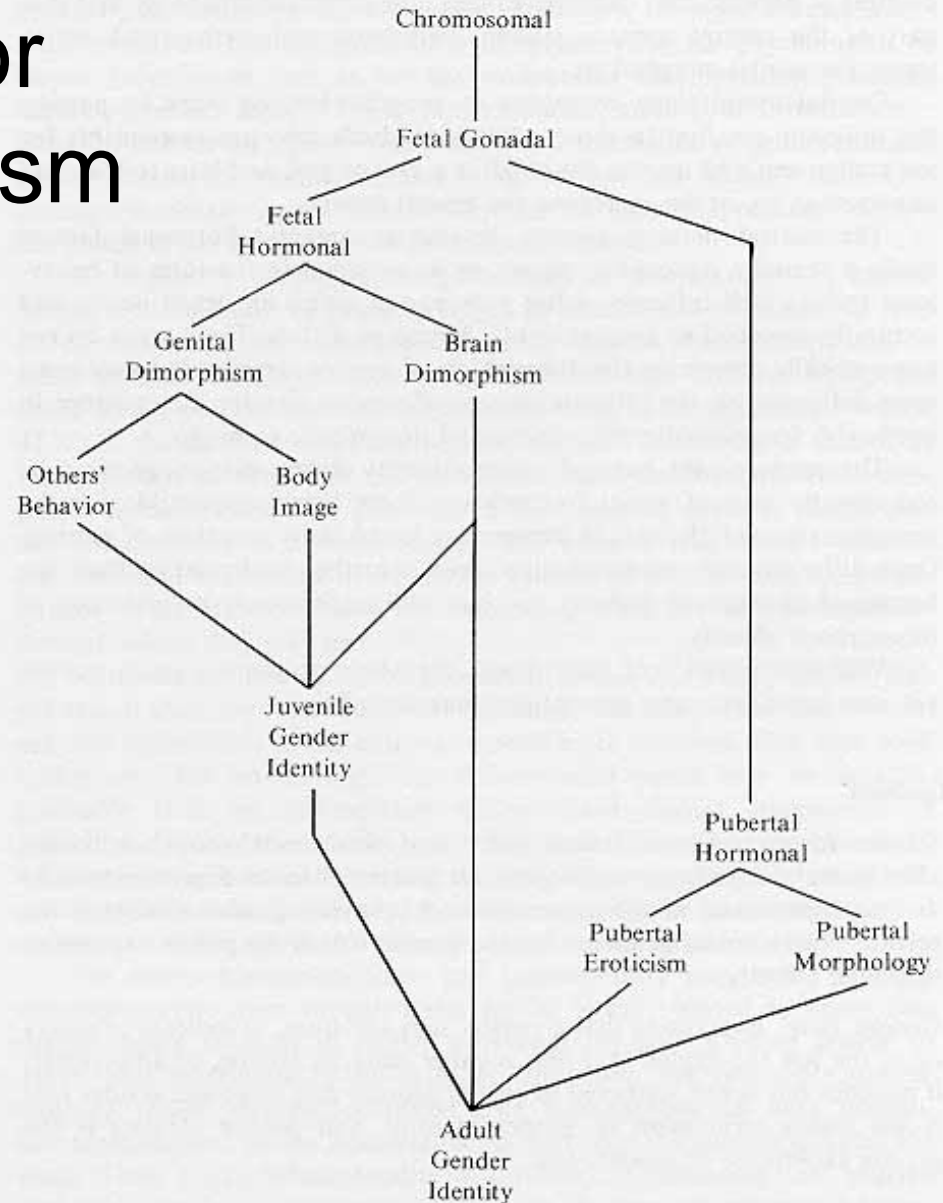 or
sm
Chromosomal
Fetal Gonadal
Fetal
Hormonal
Genital
Dimorphism
Brain
Dimorphism
Others'
Behavior
Body
Image
Juvenile
Gender
Identity
Pubertal
Hormonal
Pubertal
Eroticism
Pubertal
Morphology
Adult
Gender
Identity